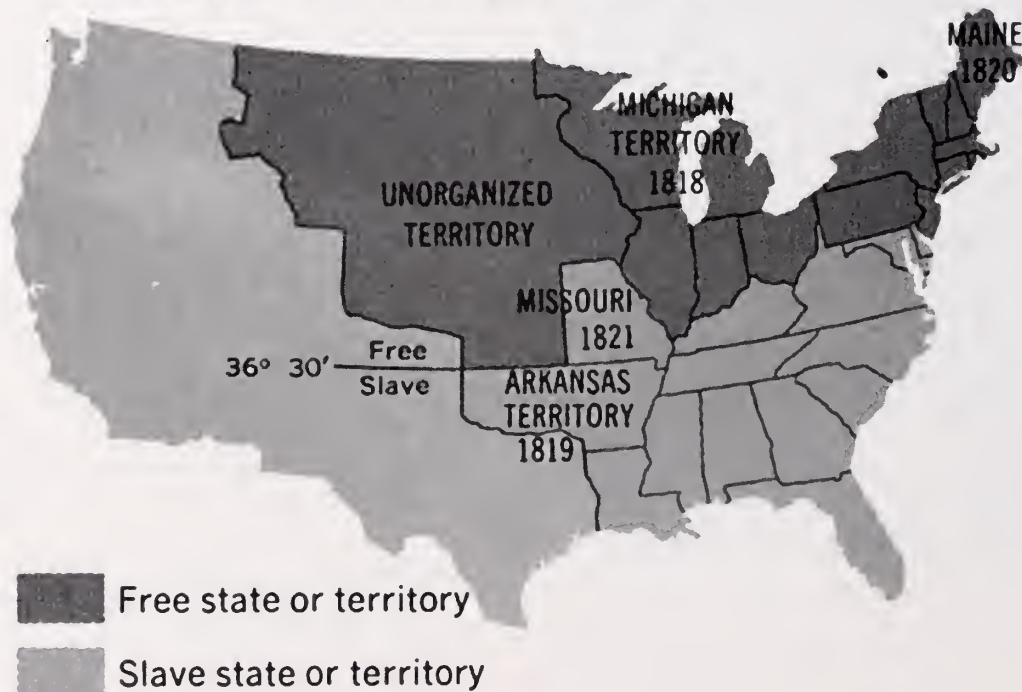 MAINE
1820
MICHIGAN
TERRITORY
1818
UNORGANIZED
TERRITORY
MISSOURI
1821
36° 30′ Free
Slave
ARKANSAS
TERRITORY
1819
Free state or territory
Slave state or territory